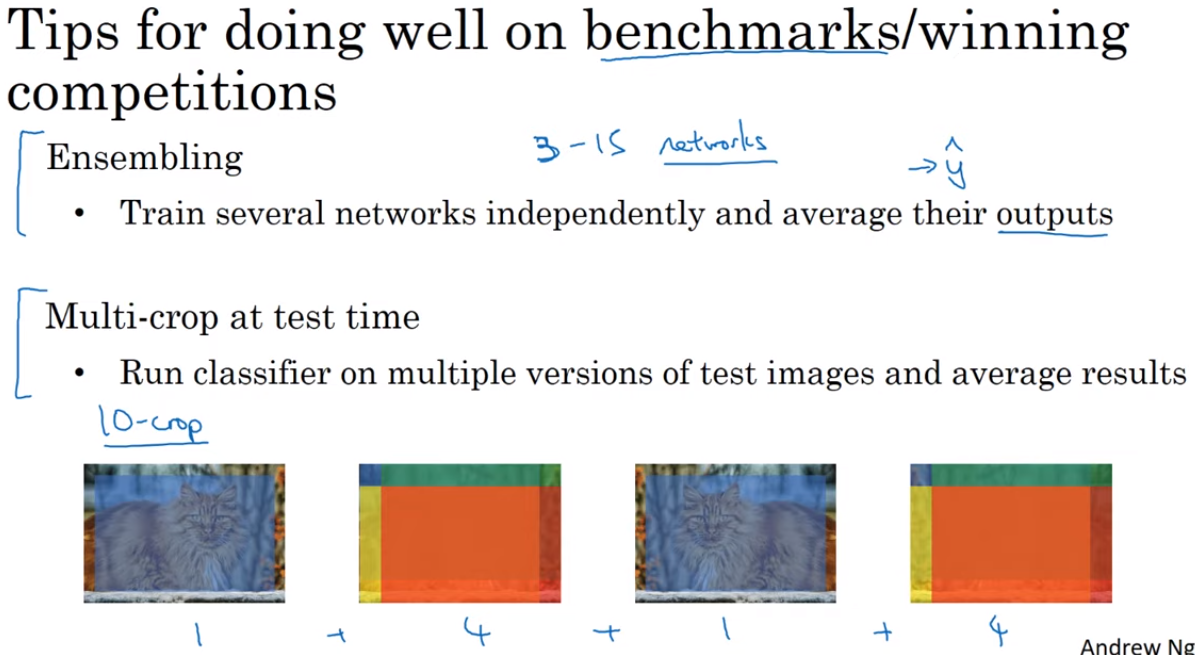 Tips for doing well on benchmarks/winning
competitions
Ensembling
3-15 networks
→ ŷ
• Train several networks independently and average their outputs
Multi-crop at test time
• Run classifier on multiple versions of test images and average results
10-crop
1 + 4 + 1 + 4
Andrew Ng